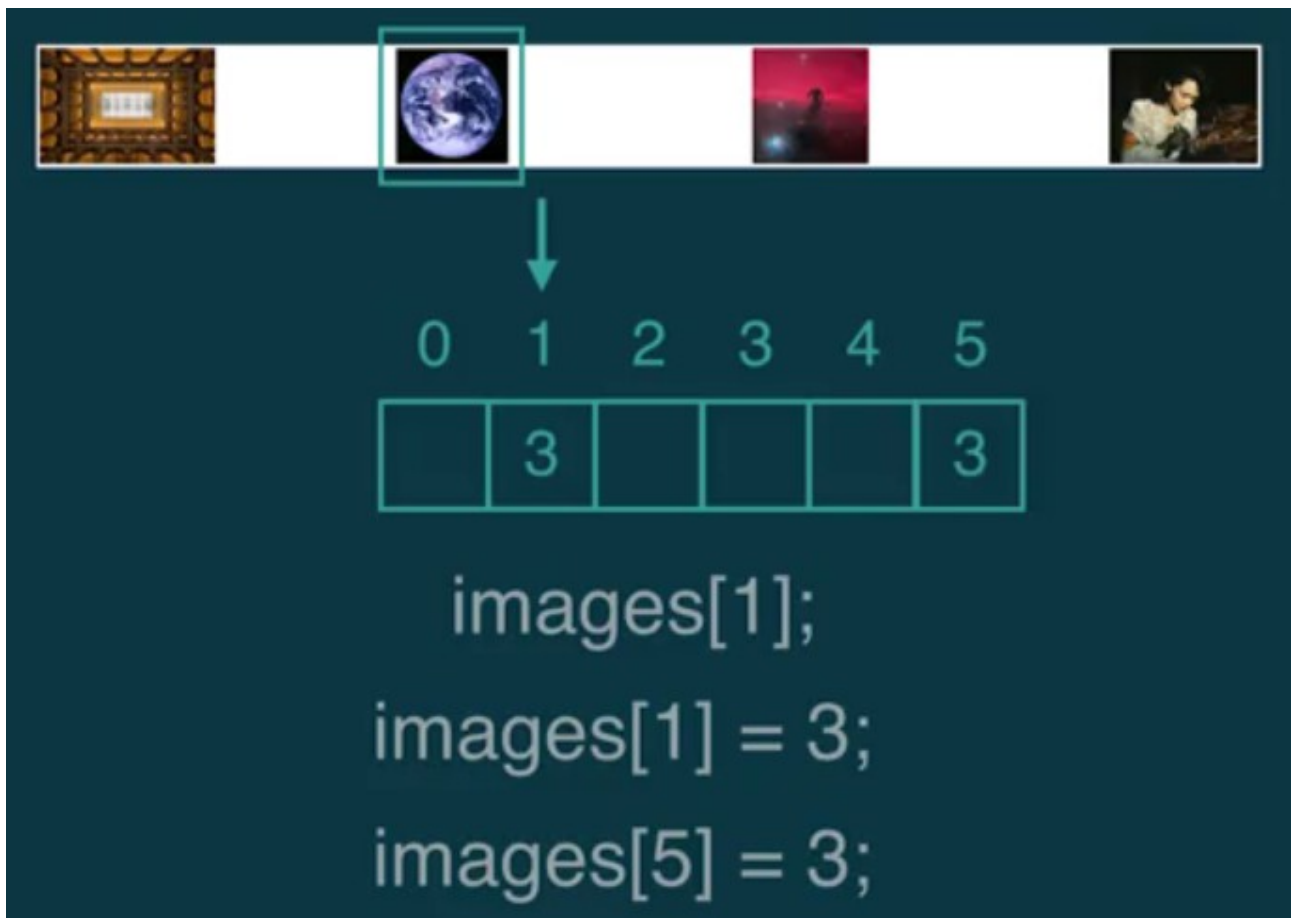 0 1 2 3 4 5
3 3
images[1];
images[1] = 3;
images[5] = 3;